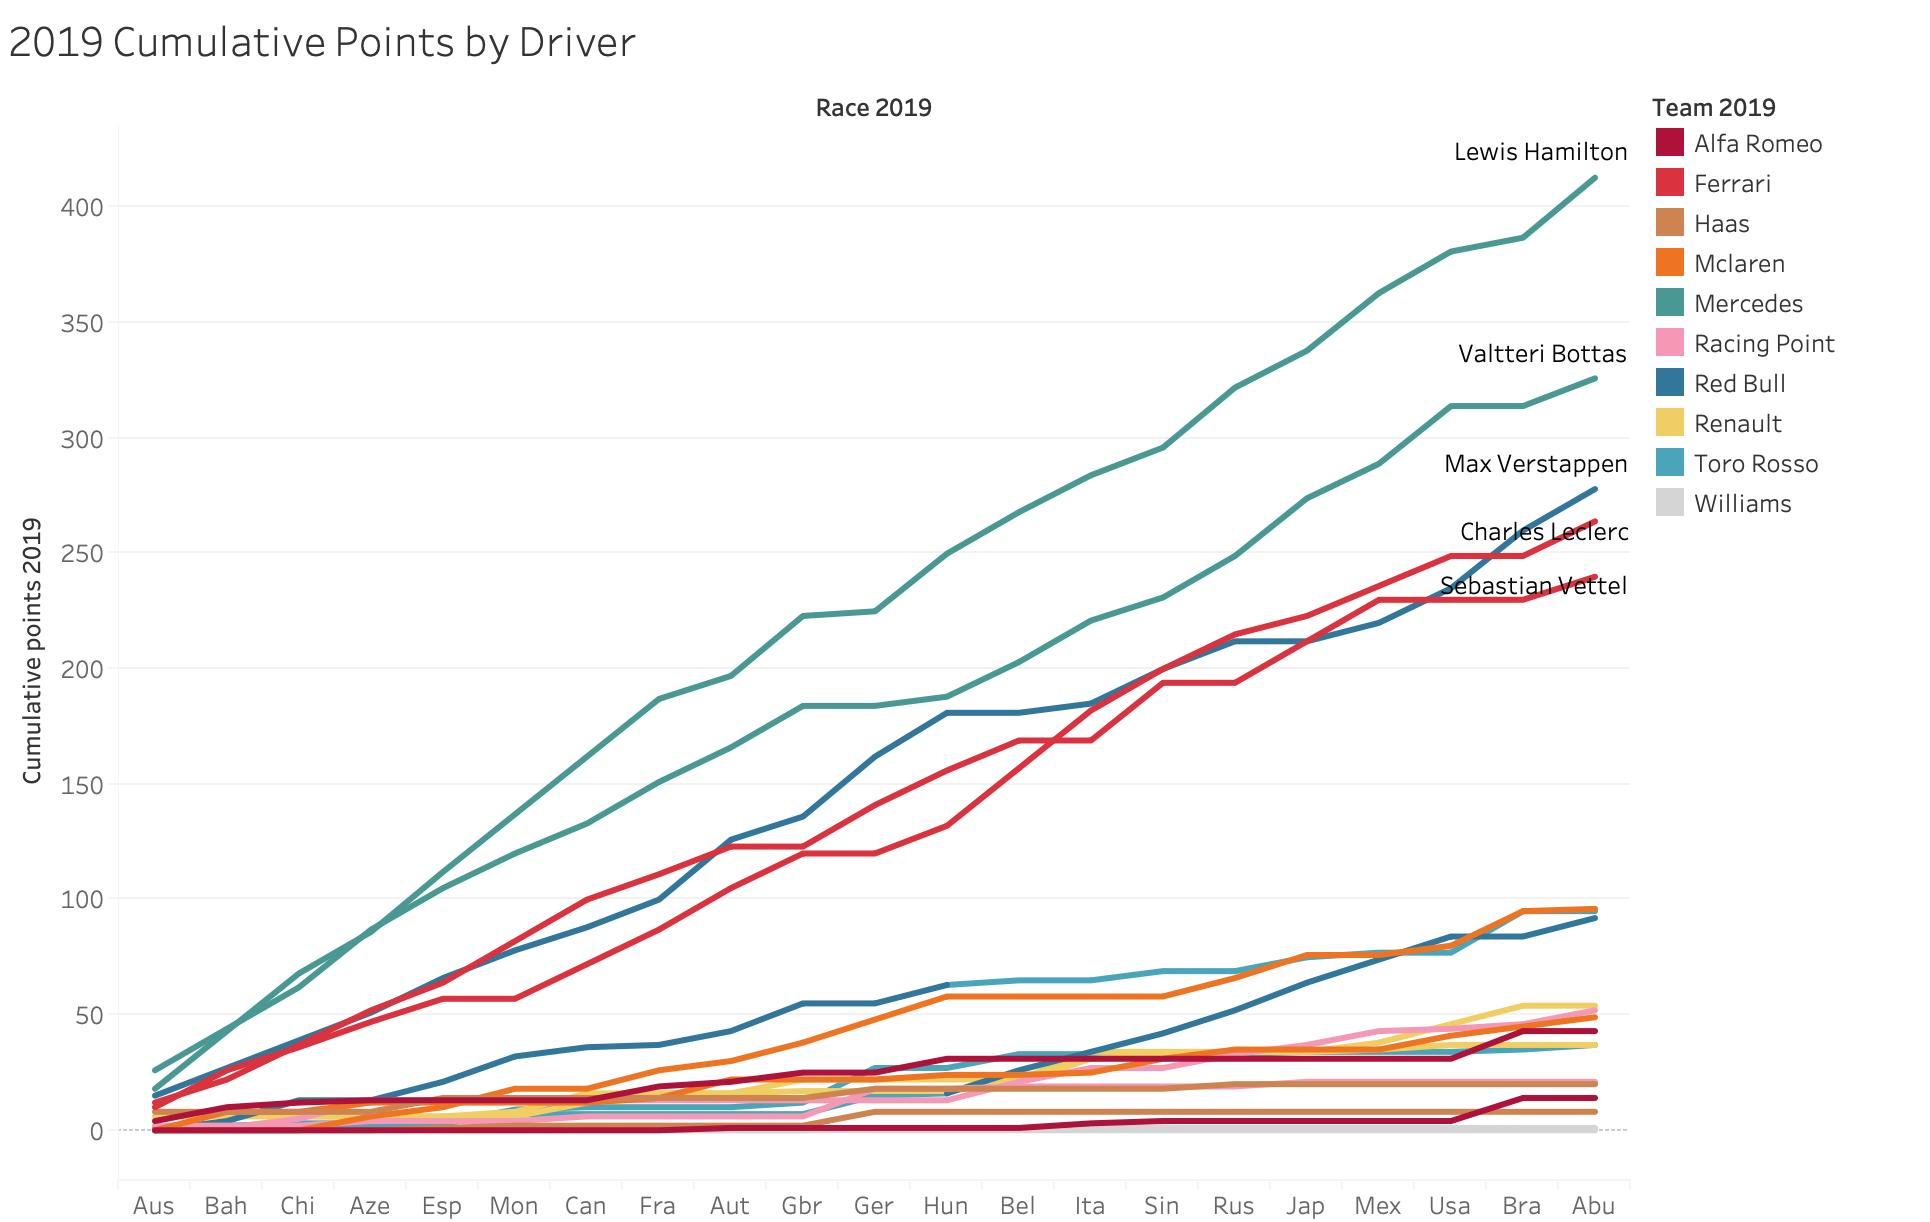 2019 Cumulative Points by Driver
Race 2019
Team 2019
Alfa Romeo
Ferrari
Haas
Mclaren
Mercedes
Racing Point
Red Bull
Renault
Toro Rosso
Williams
Lewis Hamilton
Valtteri Bottas
Max Verstappen
Charles Leclerc
Sebastian Vettel
Cumulative points 2019
400
350
300
250
200
150
100
50
0
Aus Bah Chi Aze Esp Mon Can Fra Aut Gbr Ger Hun Bel Ita Sin Rus Jap Mex Usa Bra Abu